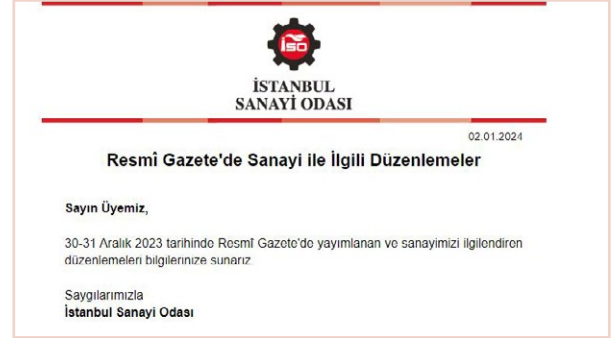 İSO
İSTANBUL
SANAYİ ODASI
02.01.2024
Resmî Gazete'de Sanayi ile İlgili Düzenlemeler
Sayın Üyemiz,
30-31 Aralık 2023 tarihinde Resmî Gazete'de yayımlanan ve sanayimizi ilgilendiren
düzenlemeleri bilgilerinize sunarız.
Saygılarımızla
İstanbul Sanayi Odası